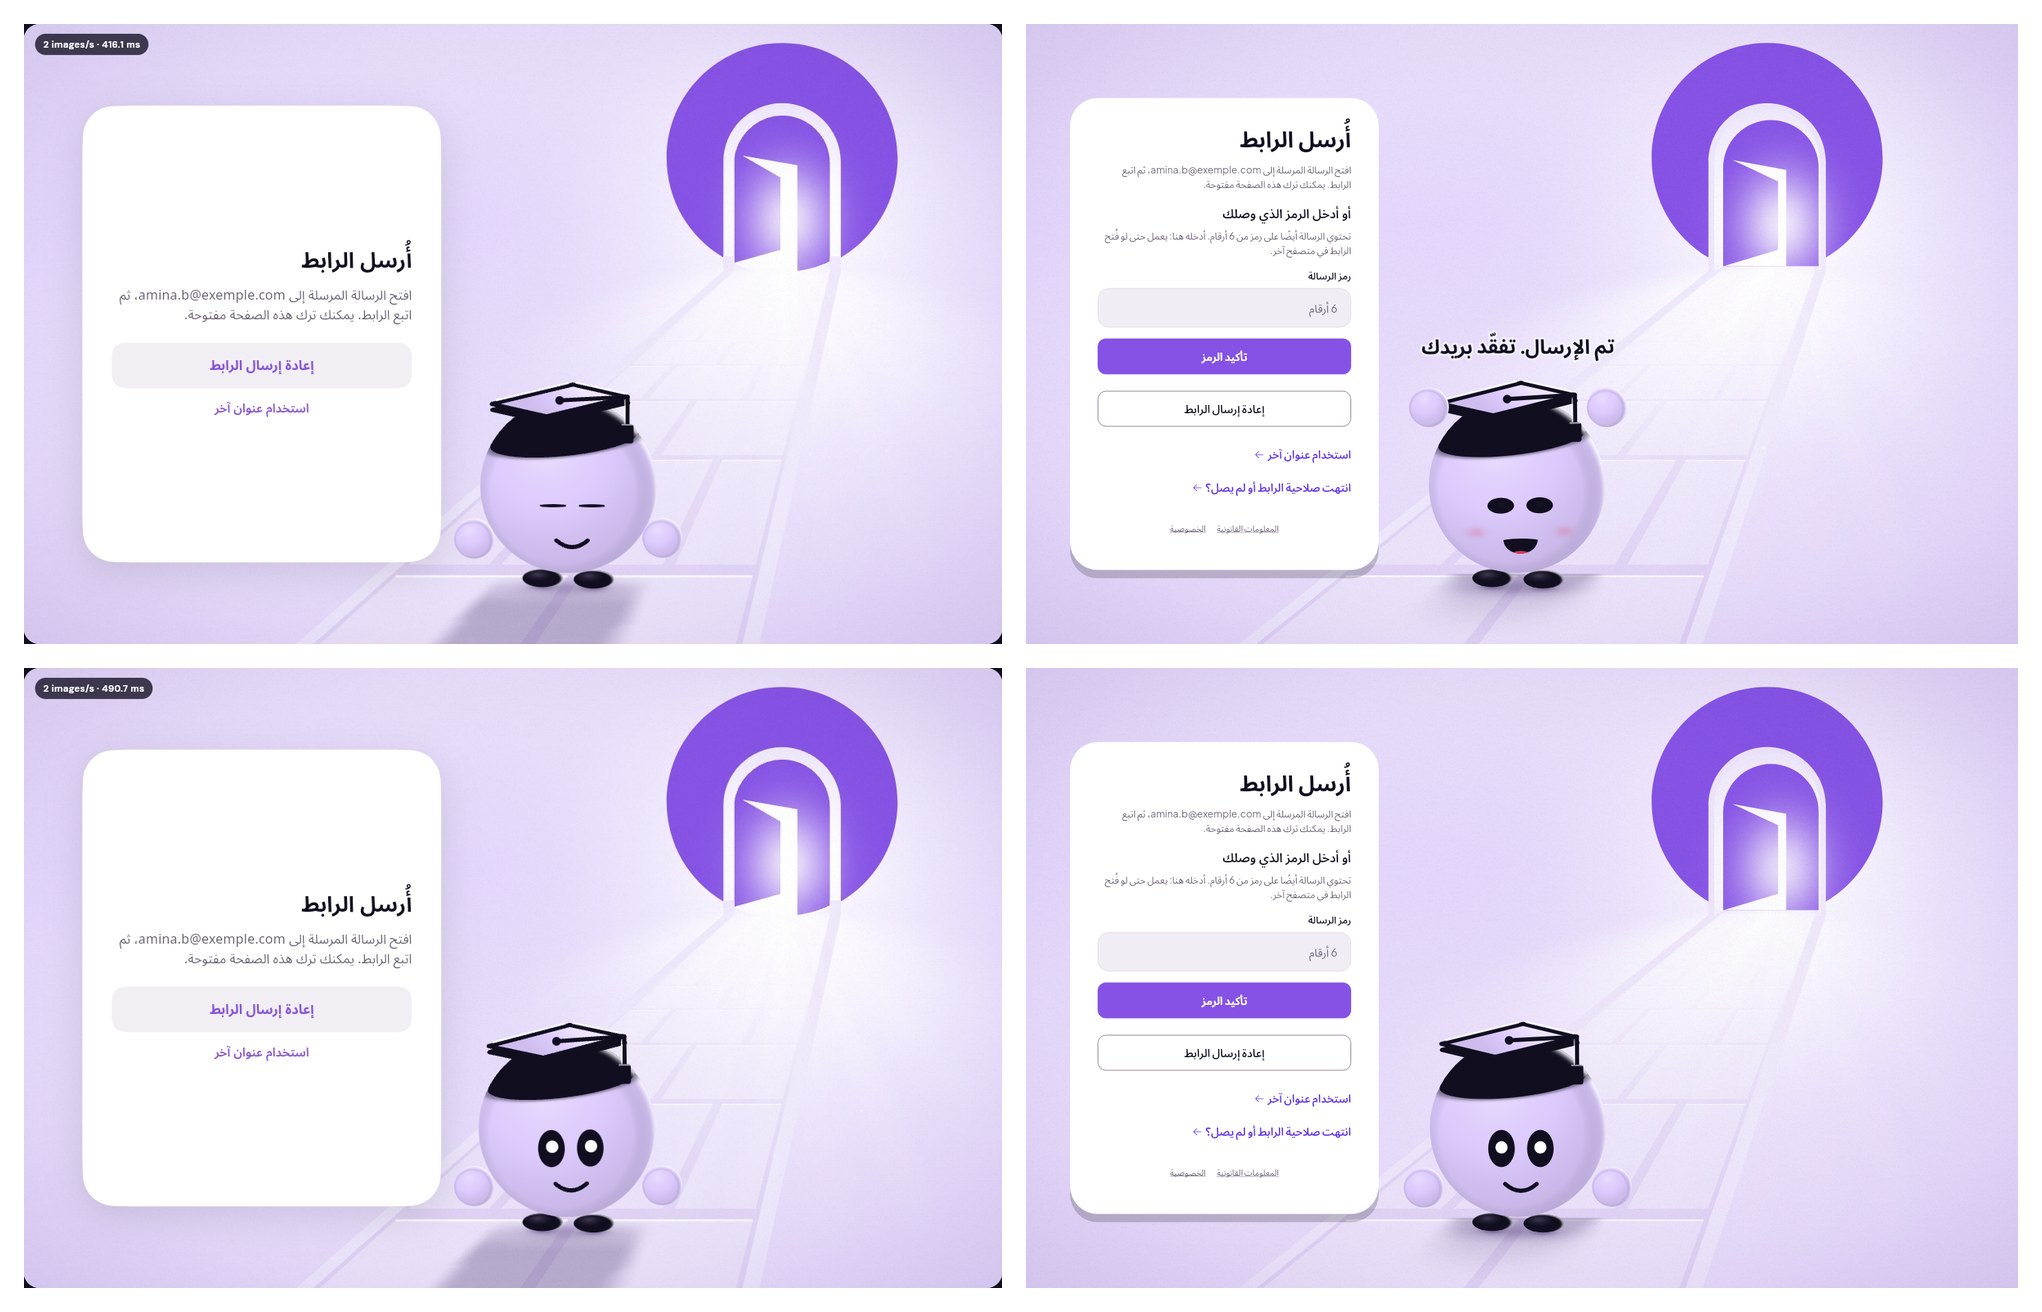 2 images/s · 416.1 ms
أُرسل الرابط
افتح الرسالة المرسلة إلى amina.b@exemple.com، ثم
اتبع الرابط. يمكنك ترك هذه الصفحة مفتوحة.
إعادة إرسال الرابط
استخدام عنوان آخر
أُرسل الرابط
افتح الرسالة المرسلة إلى amina.b@exemple.com، ثم اتبع
الرابط. يمكنك ترك هذه الصفحة مفتوحة.
أو أدخل الرمز الذي وصلك
تحتوي الرسالة أيضًا على رمز من 6 أرقام. أدخله هنا: يعمل حتى لو فُتح
الرابط في متصفح آخر.
رمز الرسالة
6 أرقام
تأكيد الرمز
إعادة إرسال الرابط
استخدام عنوان آخر ←
انتهت صلاحية الرابط أو لم يصل؟ ←
المعلومات القانونية الخصوصية
تم الإرسال. تفقّد بريدك
2 images/s · 490.7 ms
أُرسل الرابط
افتح الرسالة المرسلة إلى amina.b@exemple.com، ثم
اتبع الرابط. يمكنك ترك هذه الصفحة مفتوحة.
إعادة إرسال الرابط
استخدام عنوان آخر
أُرسل الرابط
افتح الرسالة المرسلة إلى amina.b@exemple.com، ثم اتبع
الرابط. يمكنك ترك هذه الصفحة مفتوحة.
أو أدخل الرمز الذي وصلك
تحتوي الرسالة أيضًا على رمز من 6 أرقام. أدخله هنا: يعمل حتى لو فُتح
الرابط في متصفح آخر.
رمز الرسالة
6 أرقام
تأكيد الرمز
إعادة إرسال الرابط
استخدام عنوان آخر ←
انتهت صلاحية الرابط أو لم يصل؟ ←
المعلومات القانونية الخصوصية